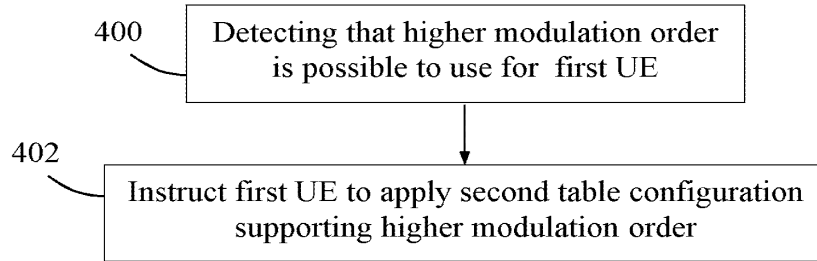 400
Detecting that higher modulation order
is possible to use for first UE
402
Instruct first UE to apply second table configuration
supporting higher modulation order